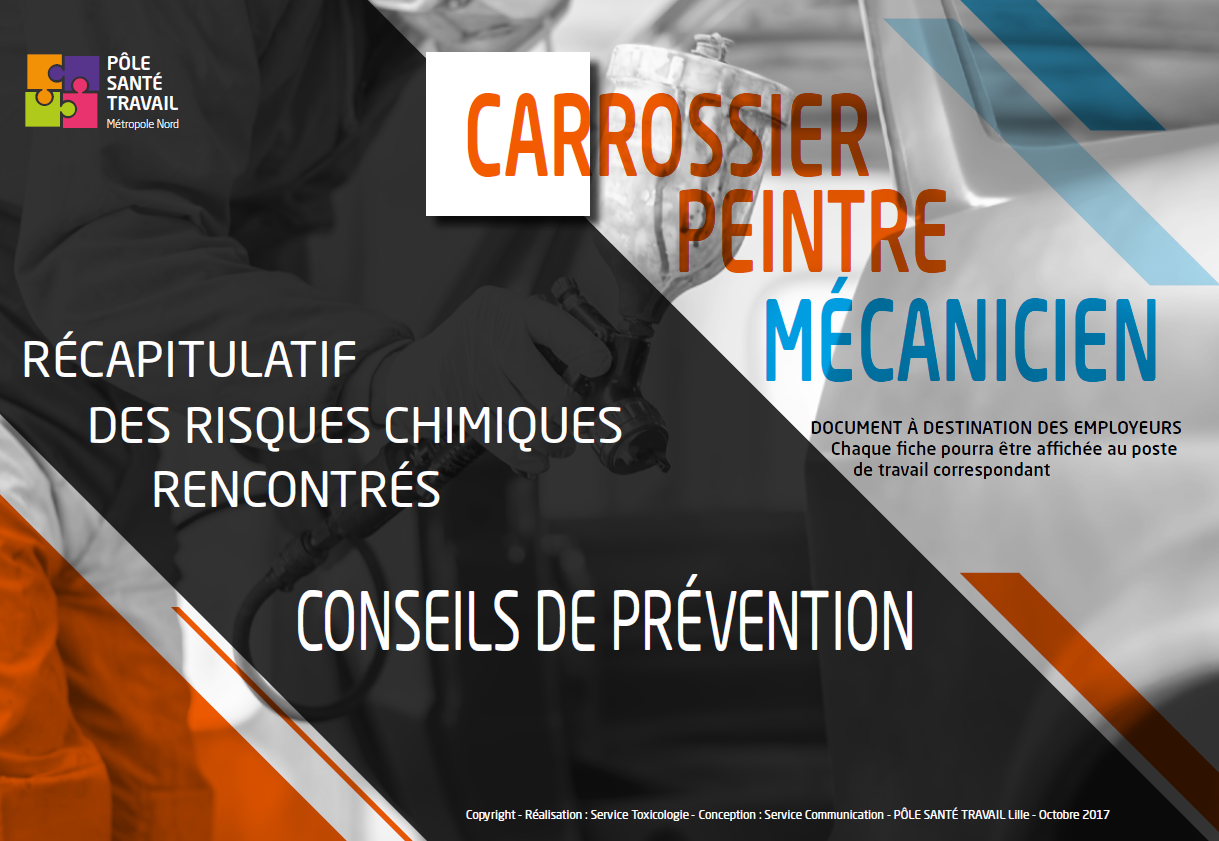 PÔLE
SANTÉ
TRAVAIL
Métropole Nord
CARROSSIER
PEINTRE
MÉCANICIEN
DOCUMENT À DESTINATION DES EMPLOYEURS
Chaque fiche pourra être affichée au poste
de travail correspondant
RÉCAPITULATIF
DES RISQUES CHIMIQUES
RENCONTRÉS
CONSEILS DE PRÉVENTION
Copyright - Réalisation : Service Toxicologie - Conception : Service Communication - PÔLE SANTÉ TRAVAIL Lille - Octobre 2017